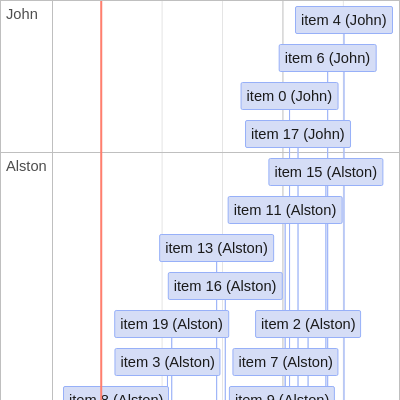 John
item 4 (John)
item 6 (John)
item 0 (John)
item 17 (John)
Alston
item 15 (Alston)
item 11 (Alston)
item 13 (Alston)
item 16 (Alston)
item 19 (Alston)
item 2 (Alston)
item 3 (Alston)
item 7 (Alston)
item 8 (Alston)
item 9 (Alston)